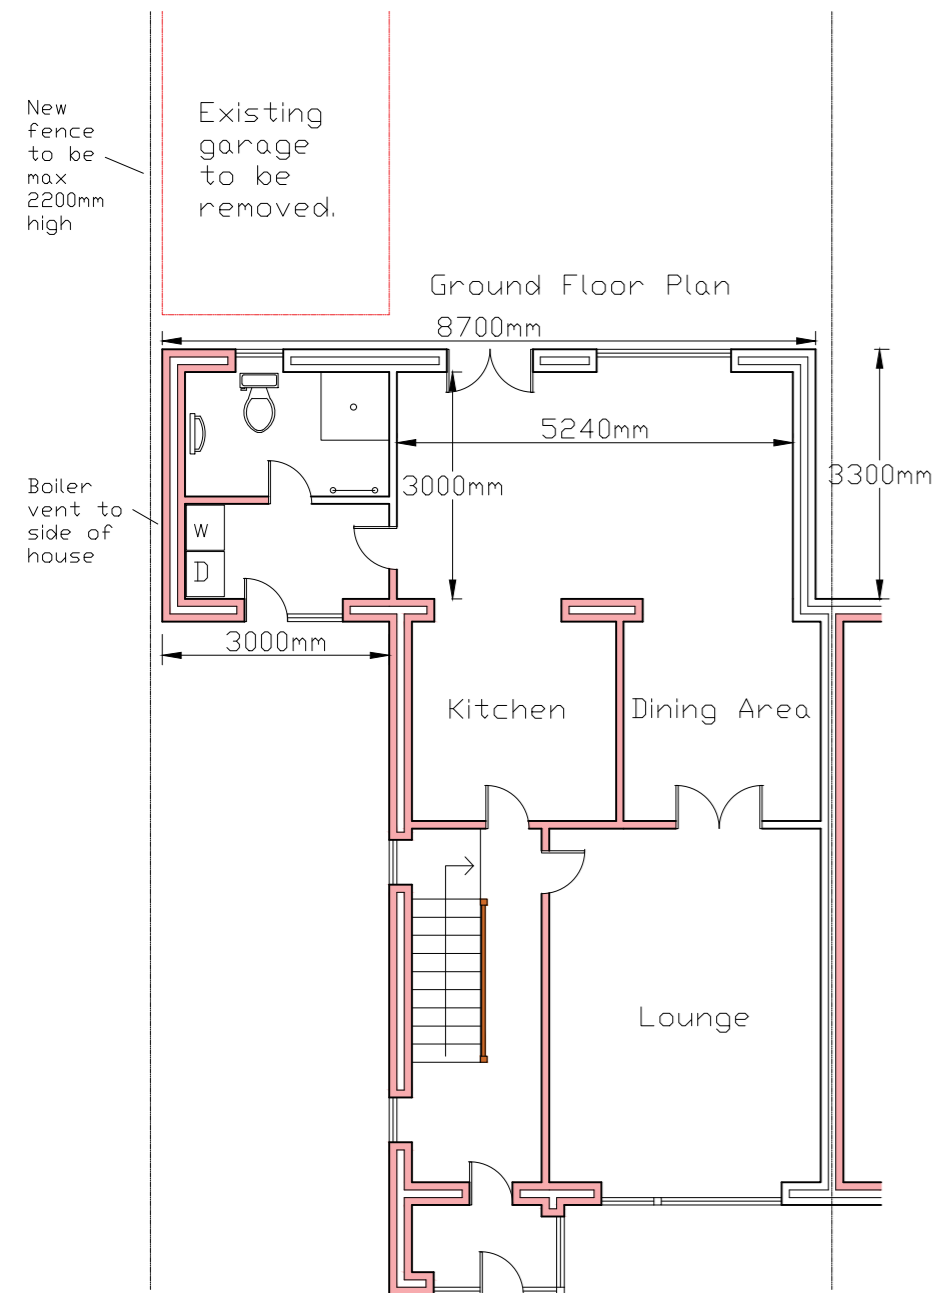 New
fence
to be
max
2200mm
high
Existing
garage
to be
removed.
Ground Floor Plan
8700mm
5240mm
3000mm
3300mm
Boiler
vent to
side of
house
W
D
3000mm
Kitchen
Dining Area
Lounge